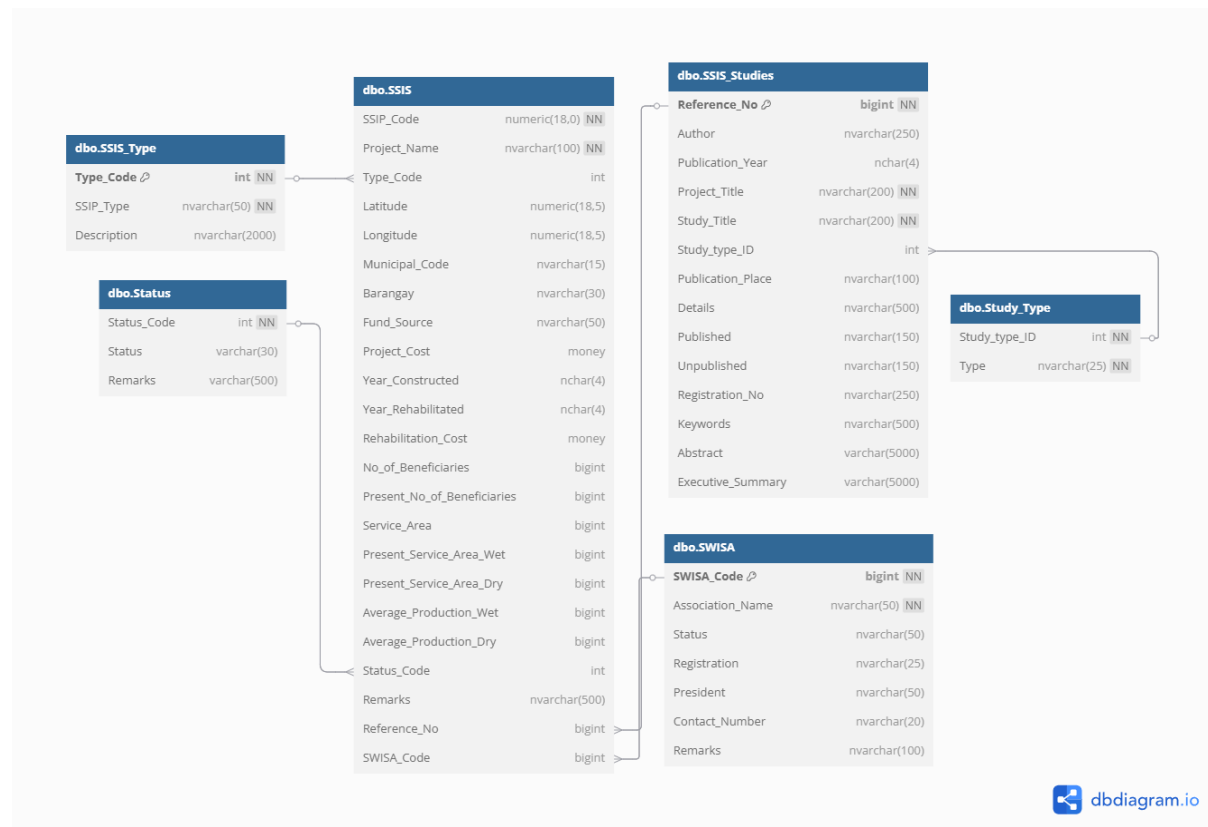 dbo.SSIS_Type
Type_Code int NN
SSIP_Type nvarchar(50) NN
Description nvarchar(2000)
dbo.Status
Status_Code int NN
Status varchar(30)
Remarks varchar(500)
dbo.SSIS
SSIP_Code numeric(18,0) NN
Project_Name nvarchar(100) NN
Type_Code int
Latitude numeric(18,5)
Longitude numeric(18,5)
Municipal_Code nvarchar(15)
Barangay nvarchar(30)
Fund_Source nvarchar(50)
Project_Cost money
Year_Constructed nchar(4)
Year_Rehabilitated nchar(4)
Rehabilitation_Cost money
No_of_Beneficiaries bigint
Present_No_of_Beneficiaries bigint
Service_Area bigint
Present_Service_Area_Wet bigint
Present_Service_Area_Dry bigint
Average_Production_Wet bigint
Average_Production_Dry bigint
Status_Code int
Remarks nvarchar(500)
Reference_No bigint
SWISA_Code bigint
dbo.SSIS_Studies
Reference_No bigint NN
Author nvarchar(250)
Publication_Year nchar(4)
Project_Title nvarchar(200) NN
Study_Title nvarchar(200) NN
Study_type_ID int
Publication_Place nvarchar(100)
Details nvarchar(500)
Published nvarchar(150)
Unpublished nvarchar(150)
Registration_No nvarchar(250)
Keywords nvarchar(500)
Abstract varchar(5000)
Executive_Summary varchar(5000)
dbo.Study_Type
Study_type_ID int NN
Type nvarchar(25) NN
dbo.SWISA
SWISA_Code bigint NN
Association_Name nvarchar(50) NN
Status nvarchar(50)
Registration nvarchar(25)
President nvarchar(50)
Contact_Number nvarchar(20)
Remarks nvarchar(100)
dbdiagram.io